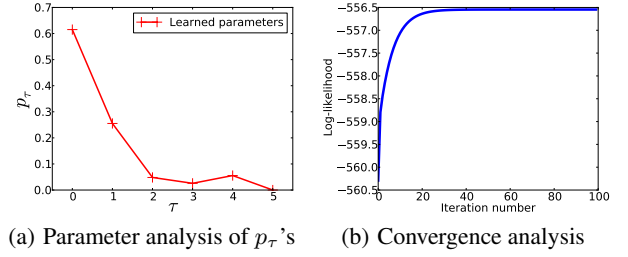 0.7
0.6
0.5
0.4
0.3
0.2
0.1
0.0
p_τ
0 1 2 3 4 5
τ
Learned parameters
−556.5
−557.0
−557.5
−558.0
−558.5
−559.0
−559.5
−560.0
−560.5
Log-likelihood
0 20 40 60 80 100
Iteration number
(a) Parameter analysis of p_τ's
(b) Convergence analysis